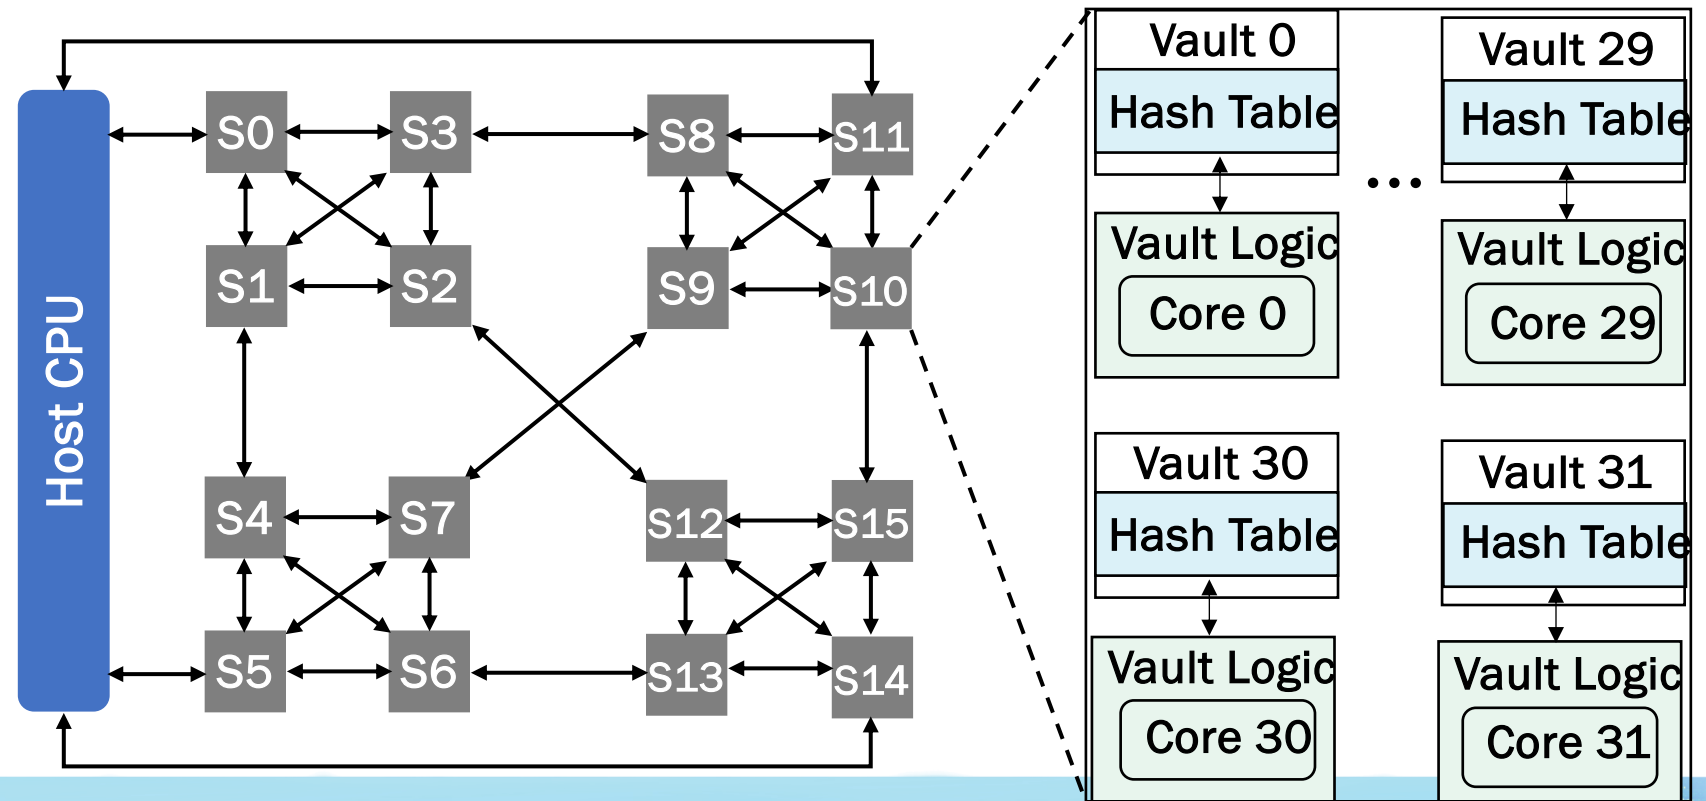 Host CPU
S0
S3
S8
S11
S1
S2
S9
S10
S4
S7
S12
S15
S5
S6
S13
S14
Vault 0
Hash Table
Vault Logic
Core 0
...
Vault 29
Hash Table
Vault Logic
Core 29
Vault 30
Hash Table
Vault Logic
Core 30
Vault 31
Hash Table
Vault Logic
Core 31